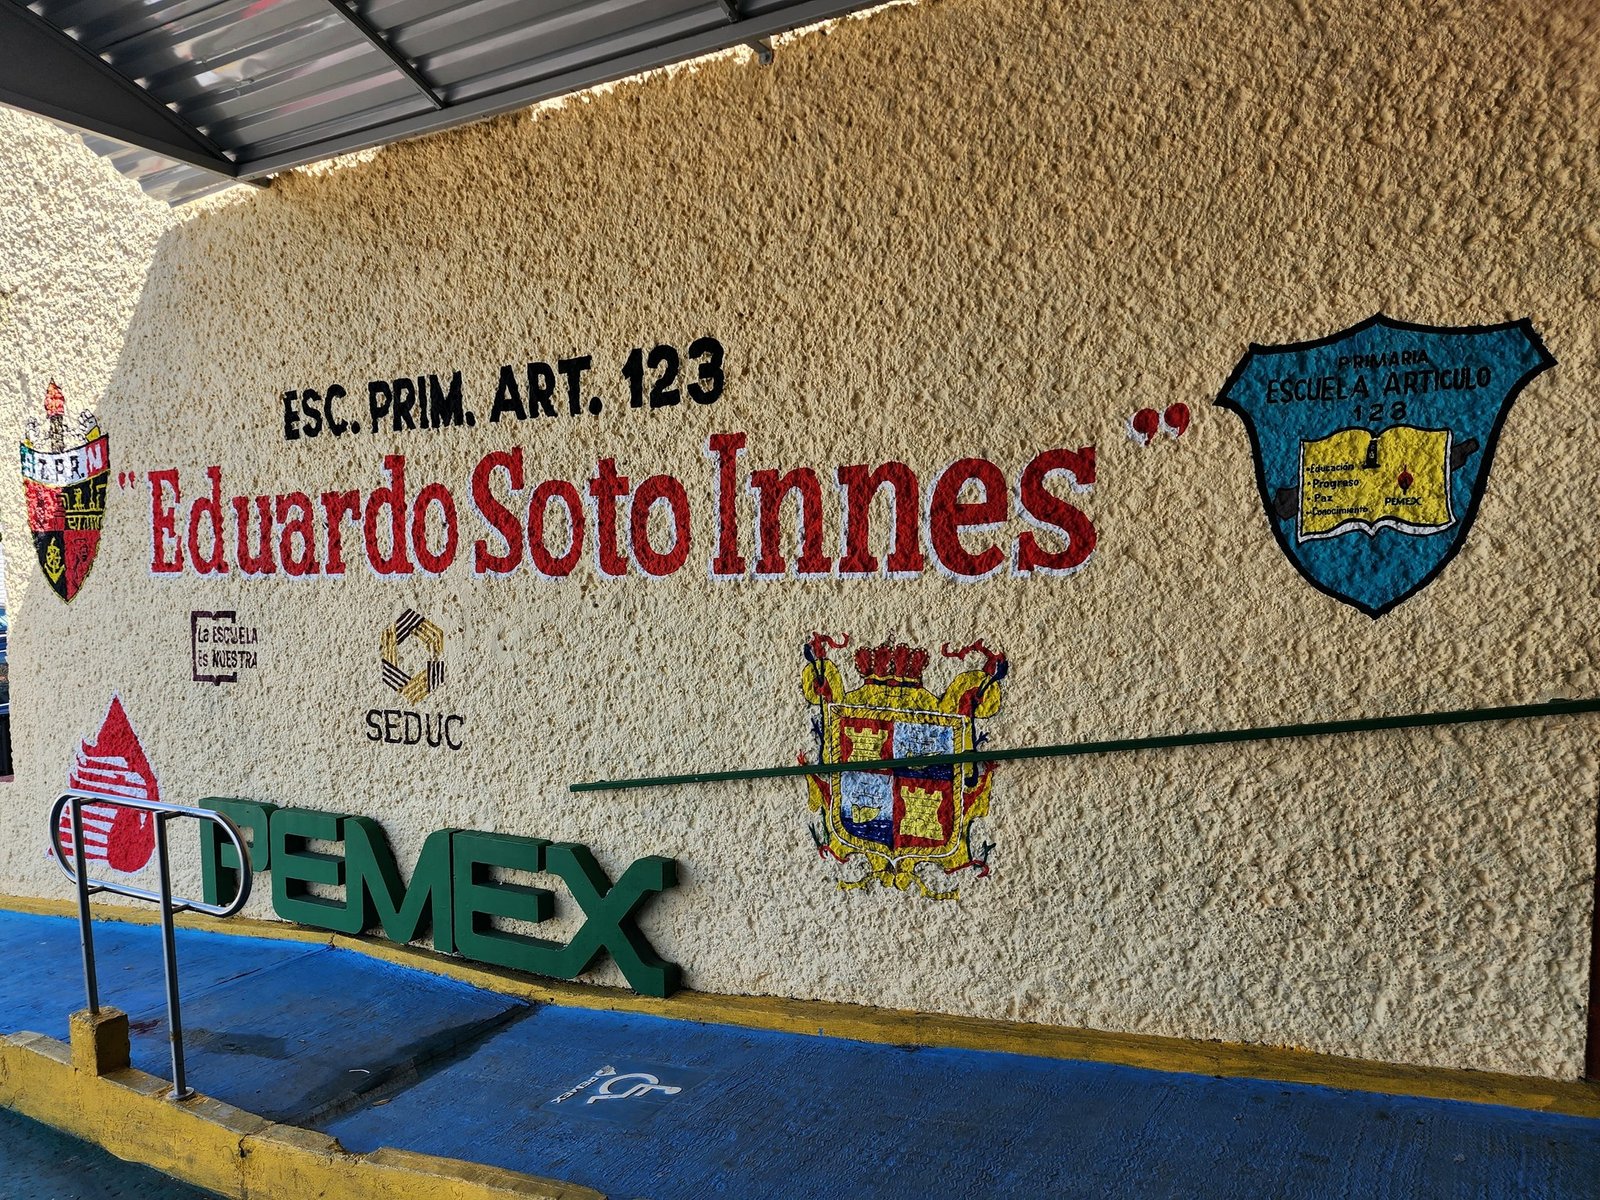 ESC. PRIM. ART. 123
"Eduardo Soto Innes"
PRIMARIA
ESCUELA ARTICULO
123
• Educación
• Progreso
• Paz
• Conocimiento
PEMEX
La ESCUELA
Es NUESTRA
SEDUC
PEMEX
PEMEX